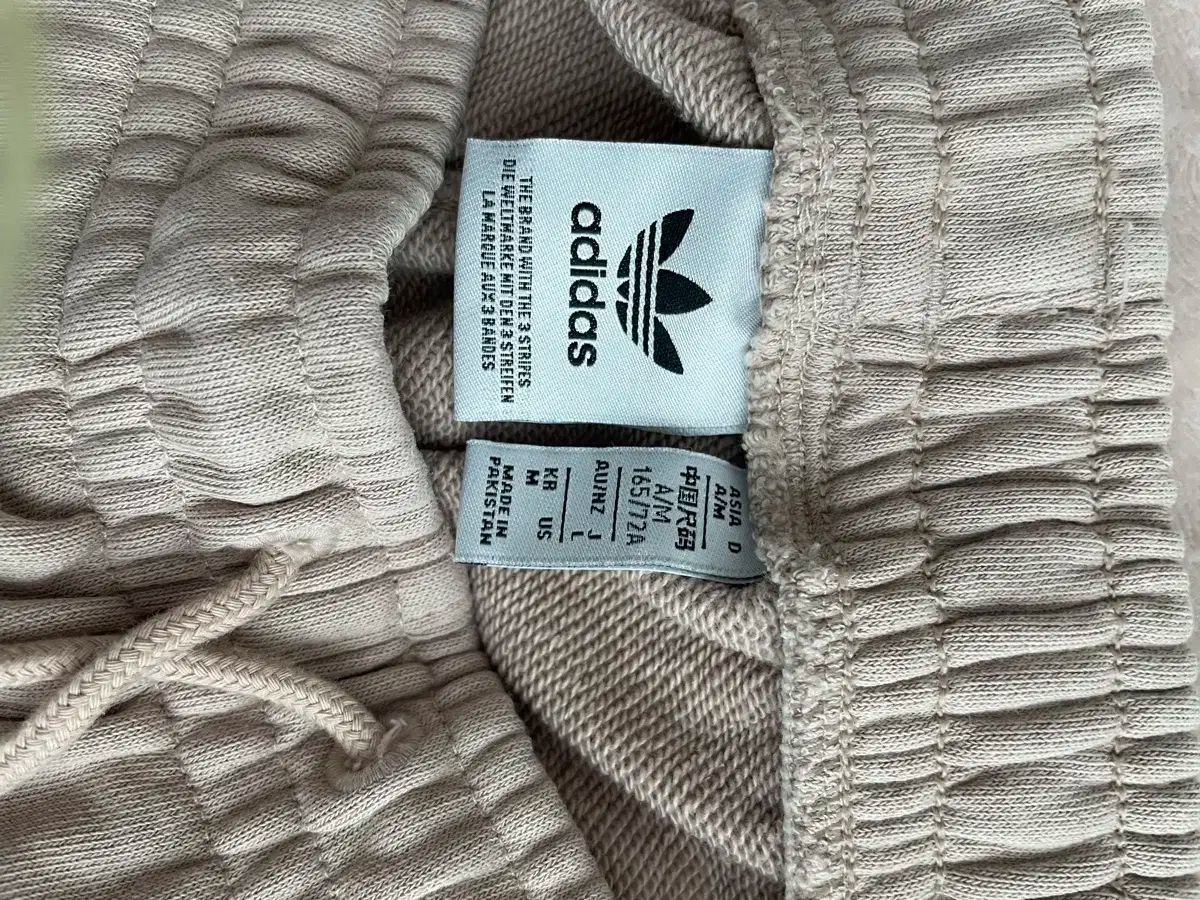 adidas
THE BRAND WITH THE 3 STRIPES
DIE WELTMARKE MIT DEN 3 STREIFEN
LA MARQUE AUX 3 BANDES
ASIA D
A/M
中国尺码
A/M
165/72A
AU/NZ J
L
KR US
M
MADE IN
PAKISTAN